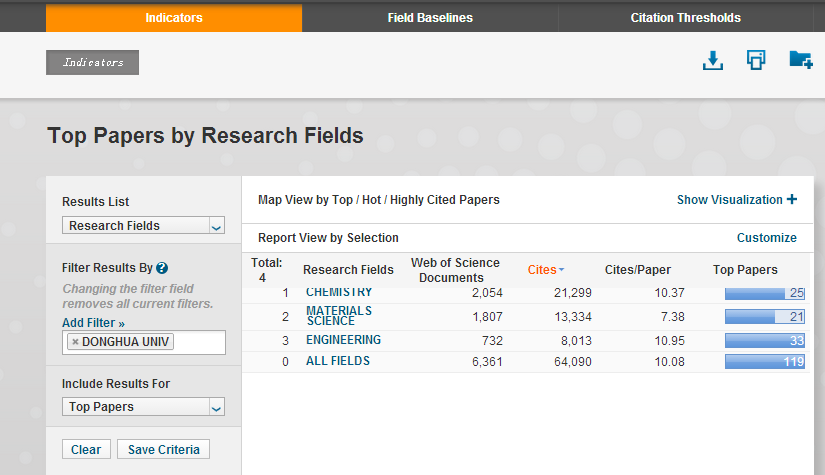 Indicators Field Baselines Citation Thresholds
Indicators
Top Papers by Research Fields
Results List
Research Fields
Filter Results By ?
Changing the filter field
removes all current filters.
Add Filter »
× DONGHUA UNIV
Include Results For
Top Papers
Clear Save Criteria
Map View by Top / Hot / Highly Cited Papers Show Visualization +
Report View by Selection Customize
Total:
4 Research Fields Web of Science
Documents Cites Cites/Paper Top Papers
1 CHEMISTRY 2,054 21,299 10.37 25
2 MATERIALS
SCIENCE 1,807 13,334 7.38 21
3 ENGINEERING 732 8,013 10.95 33
0 ALL FIELDS 6,361 64,090 10.08 119